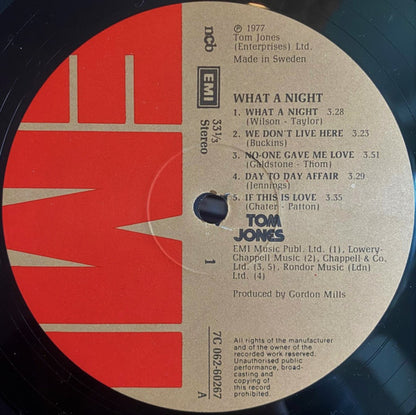 ℗ 1977
Tom Jones
(Enterprises) Ltd.
Made in Sweden
ncb
EMI
33 1/3
Stereo
WHAT A NIGHT
1. WHAT A NIGHT 3.28
(Wilson - Taylor)
2. WE DON'T LIVE HERE 3.23
(Buckins)
3. NO-ONE GAVE ME LOVE 3.51
(Galdstone - Thom)
4. DAY TO DAY AFFAIR 3.29
(Jennings)
5. IF THIS IS LOVE 3.35
(Chater - Patton)
TOM
JONES
EMI Mosic Publ. Ltd. (1), Lowery-
Chappell Music (2), Chappell & Co.
Ltd. (3, 5), Rondor Music (Ldn)
Ltd. (4)
Produced by Gordon Mills
1
7C 062-60267
A
All rights of the manufacturer
and of the owner of the
recorded work reserved.
Unauthorised public
performance, broad-
casting and
copying of
this record
prohibited.
EMI